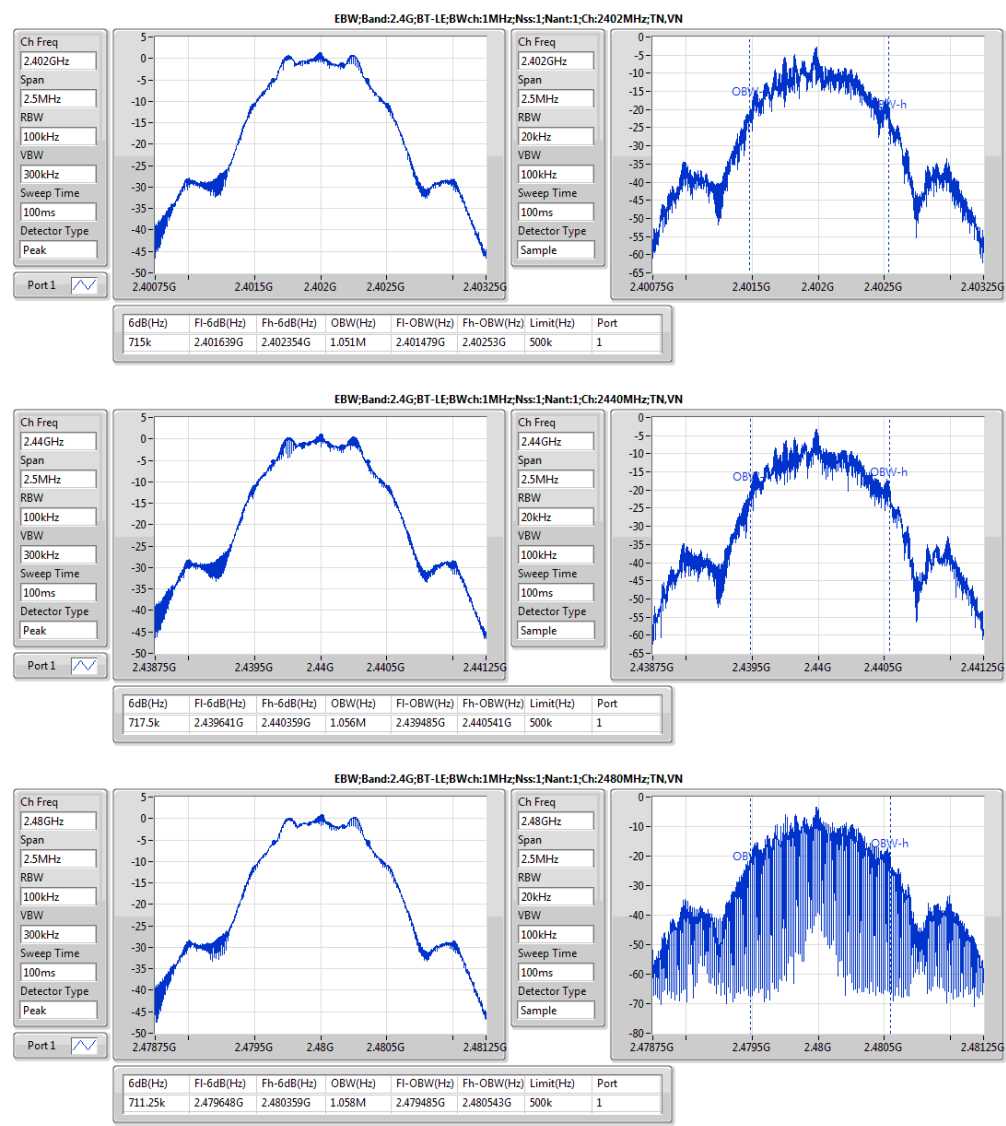 EBW;Band:2.4G;BT-LE;BWch:1MHz;Nss:1;Nant:1;Ch:2402MHz;TN,VN
Ch Freq
2.402GHz
Span
2.5MHz
RBW
100kHz
VBW
300kHz
Sweep Time
100ms
Detector Type
Peak
Port 1
5
0
-5
-10
-15
-20
-25
-30
-35
-40
-45
-50
2.40075G 2.4015G 2.402G 2.4025G 2.40325G
Ch Freq
2.402GHz
Span
2.5MHz
RBW
20kHz
VBW
100kHz
Sweep Time
100ms
Detector Type
Sample
0
-5
-10
-15
-20
-25
-30
-35
-40
-45
-50
-55
-60
-65
OBW-h
2.40075G 2.4015G 2.402G 2.4025G 2.40325G
6dB(Hz) Fl-6dB(Hz) Fh-6dB(Hz) OBW(Hz) Fl-OBW(Hz) Fh-OBW(Hz) Limit(Hz) Port
715k 2.401639G 2.402354G 1.051M 2.401479G 2.40253G 500k 1
EBW;Band:2.4G;BT-LE;BWch:1MHz;Nss:1;Nant:1;Ch:2440MHz;TN,VN
Ch Freq
2.44GHz
Span
2.5MHz
RBW
100kHz
VBW
300kHz
Sweep Time
100ms
Detector Type
Peak
Port 1
5
0
-5
-10
-15
-20
-25
-30
-35
-40
-45
-50
2.43875G 2.4395G 2.44G 2.4405G 2.44125G
Ch Freq
2.44GHz
Span
2.5MHz
RBW
20kHz
VBW
100kHz
Sweep Time
100ms
Detector Type
Sample
0
-5
-10
-15
-20
-25
-30
-35
-40
-45
-50
-55
-60
-65
OBW-h
2.43875G 2.4395G 2.44G 2.4405G 2.44125G
6dB(Hz) Fl-6dB(Hz) Fh-6dB(Hz) OBW(Hz) Fl-OBW(Hz) Fh-OBW(Hz) Limit(Hz) Port
717.5k 2.439641G 2.440359G 1.056M 2.439485G 2.440541G 500k 1
EBW;Band:2.4G;BT-LE;BWch:1MHz;Nss:1;Nant:1;Ch:2480MHz;TN,VN
Ch Freq
2.48GHz
Span
2.5MHz
RBW
100kHz
VBW
300kHz
Sweep Time
100ms
Detector Type
Peak
Port 1
5
0
-5
-10
-15
-20
-25
-30
-35
-40
-45
-50
2.47875G 2.4795G 2.48G 2.4805G 2.48125G
Ch Freq
2.48GHz
Span
2.5MHz
RBW
20kHz
VBW
100kHz
Sweep Time
100ms
Detector Type
Sample
0
-10
-20
-30
-40
-50
-60
-70
-80
OBW-h
2.47875G 2.4795G 2.48G 2.4805G 2.48125G
6dB(Hz) Fl-6dB(Hz) Fh-6dB(Hz) OBW(Hz) Fl-OBW(Hz) Fh-OBW(Hz) Limit(Hz) Port
711.25k 2.479648G 2.480359G 1.058M 2.479485G 2.480543G 500k 1